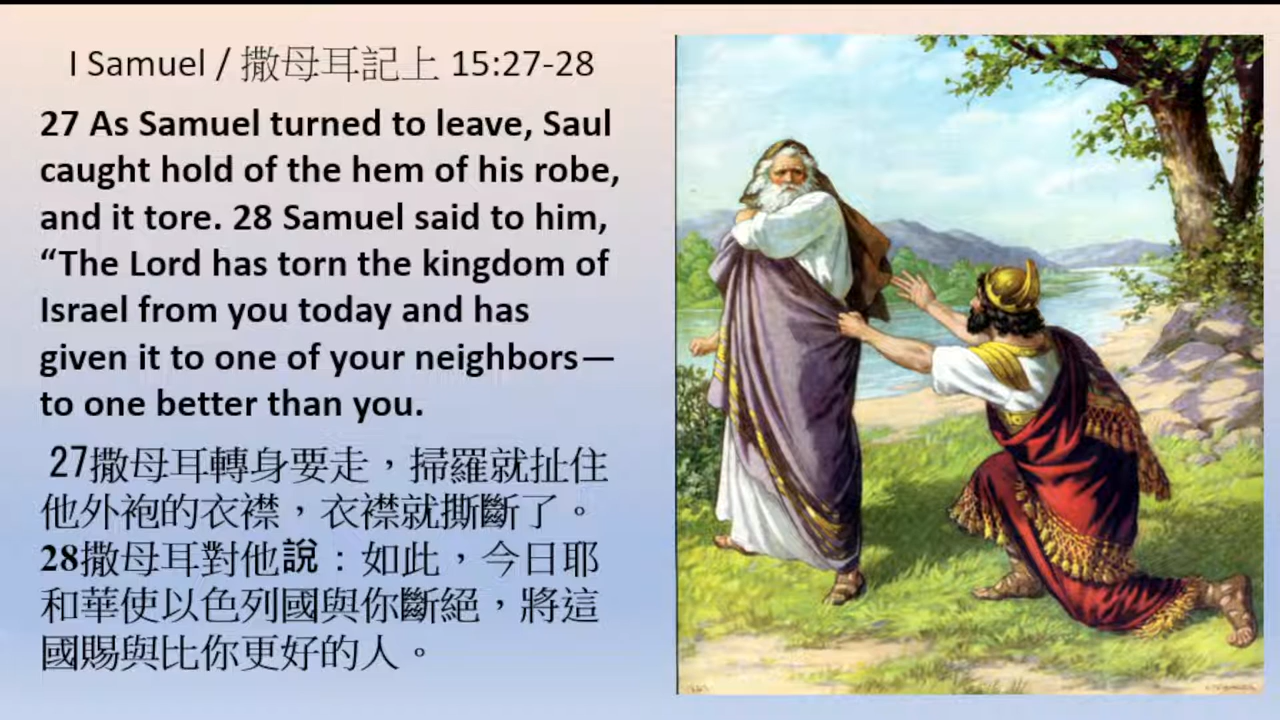 I Samuel / 撒母耳記上 15:27-28
27 As Samuel turned to leave, Saul
caught hold of the hem of his robe,
and it tore. 28 Samuel said to him,
“The Lord has torn the kingdom of
Israel from you today and has
given it to one of your neighbors—
to one better than you.
27撒母耳轉身要走，掃羅就扯住
他外袍的衣襟，衣襟就撕斷了。
28撒母耳對他說：如此，今日耶
和華使以色列國與你斷絕，將這
國賜與比你更好的人。